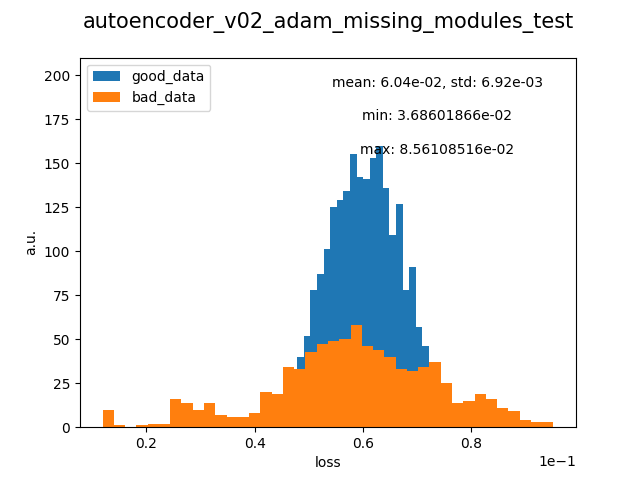 autoencoder_v02_adam_missing_modules_test
good_data
bad_data
mean: 6.04e-02, std: 6.92e-03
min: 3.68601866e-02
max: 8.56108516e-02
200
175
150
125
100
75
50
25
0
a.u.
0.2 0.4 0.6 0.8
loss
1e−1